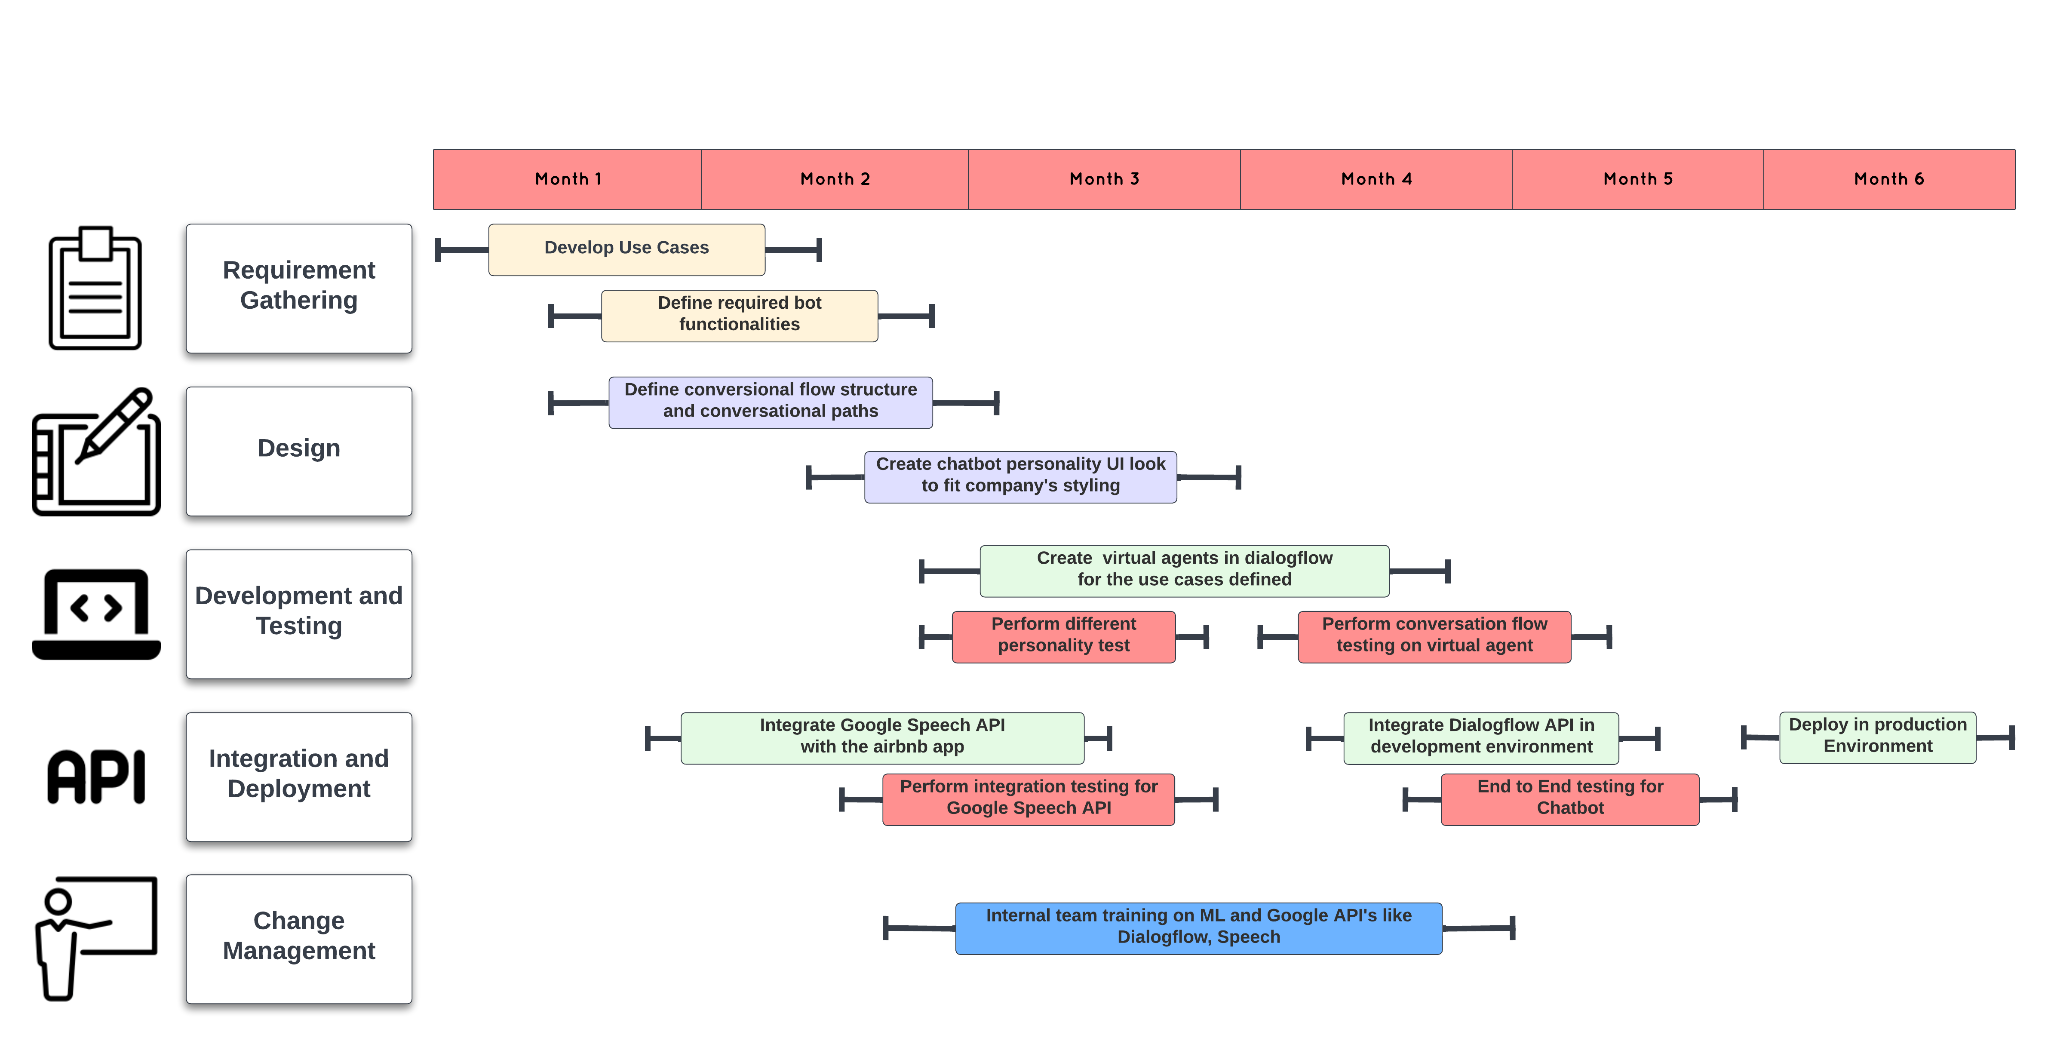 Month 1
Month 2
Month 3
Month 4
Month 5
Month 6
Requirement
Gathering
Develop Use Cases
Define required bot
functionalities
Design
Define conversional flow structure
and conversational paths
Create chatbot personality UI look
to fit company's styling
Development and
Testing
Create  virtual agents in dialogflow
for the use cases defined
Perform different
personality test
Perform conversation flow
testing on virtual agent
API
Integration and
Deployment
Integrate Google Speech API
with the airbnb app
Integrate Dialogflow API in
development environment
Deploy in production
Environment
Perform integration testing for
Google Speech API
End to End testing for
Chatbot
Change
Management
Internal team training on ML and Google API's like
Dialogflow, Speech